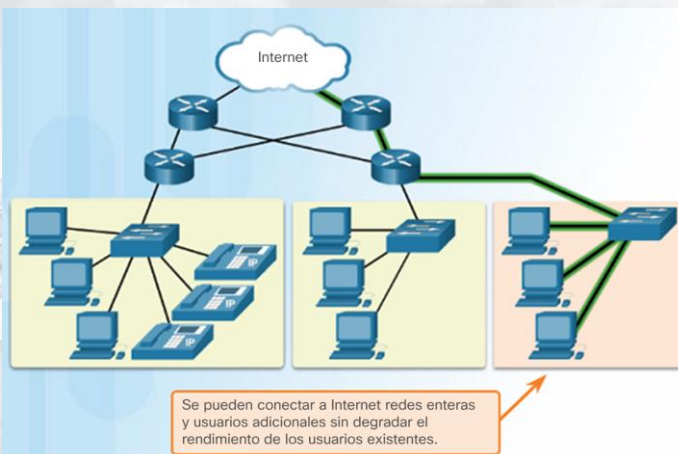 Internet
IP
IP
IP
Se pueden conectar a Internet redes enteras
y usuarios adicionales sin degradar el
rendimiento de los usuarios existentes.